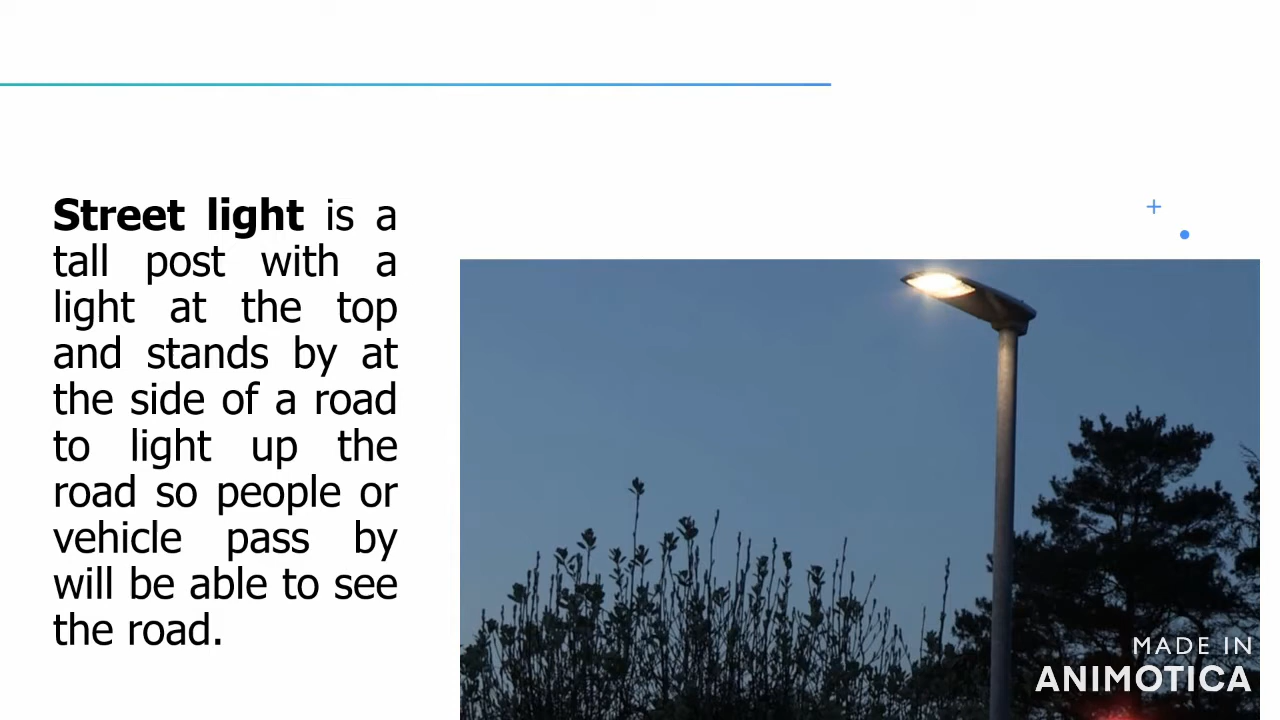 Street light is a
tall post with a
light at the top
and stands by at
the side of a road
to light up the
road so people or
vehicle pass by
will be able to see
the road.
MADE IN
ANIMOTICA